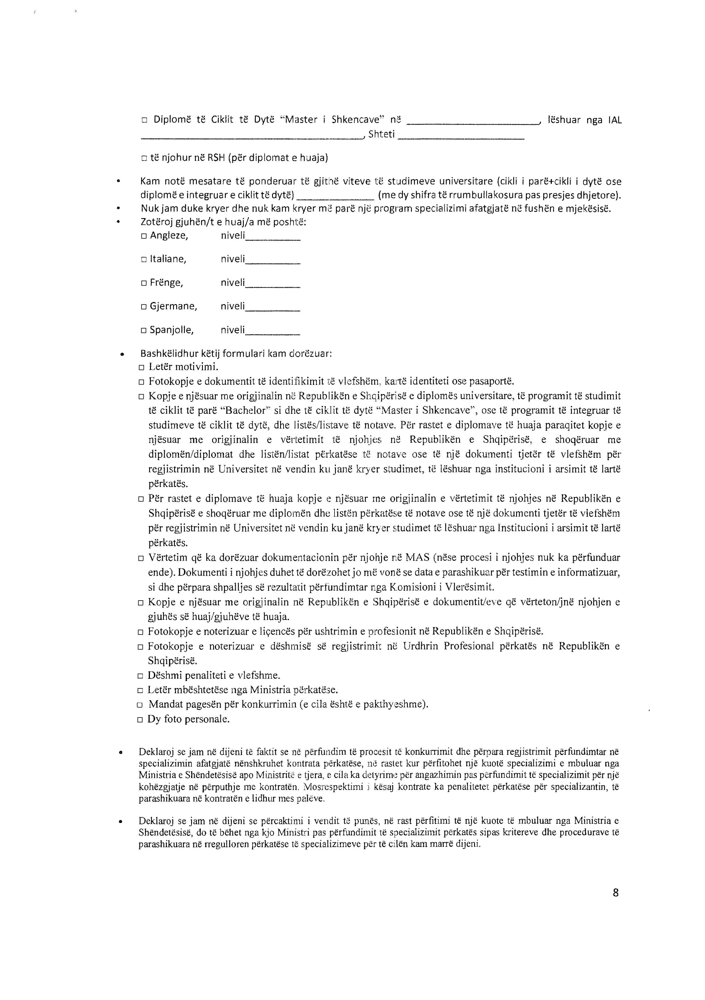 □ Diplomë të Ciklit të Dytë “Master i Shkencave” në ______________________, lëshuar nga IAL
____________________________________, Shteti _____________________
□ të njohur në RSH (për diplomat e huaja)
• Kam notë mesatare të ponderuar të gjithë viteve të studimeve universitare (cikli i parë+cikli i dytë ose
diplomë e integruar e ciklit të dytë) _____________ (me dy shifra të rrumbullakosura pas presjes dhjetore).
• Nuk jam duke kryer dhe nuk kam kryer më parë një program specializimi afatgjatë në fushën e mjekësisë.
• Zotëroj gjuhën/t e huaj/a më poshtë:
□ Angleze, niveli_________
□ Italiane, niveli_________
□ Frënge, niveli_________
□ Gjermane, niveli_________
□ Spanjolle, niveli_________
• Bashkëlidhur këtij formulari kam dorëzuar:
□ Letër motivimi.
□ Fotokopje e dokumentit të identifikimit të vlefshëm, kartë identiteti ose pasaportë.
□ Kopje e njësuar me origjinalin në Republikën e Shqipërisë e diplomës universitare, të programit të studimit
të ciklit të parë “Bachelor” si dhe të ciklit të dytë “Master i Shkencave”, ose të programit të integruar të
studimeve të ciklit të dytë, dhe listës/listave të notave. Për rastet e diplomave të huaja paraqitet kopje e
njësuar me origjinalin e vërtetimit të njohjes në Republikën e Shqipërisë, e shoqëruar me
diplomën/diplomat dhe listën/listat përkatëse të notave ose të një dokumenti tjetër të vlefshëm për
regjistrimin në Universitet në vendin ku janë kryer studimet, të lëshuar nga institucioni i arsimit të lartë
përkatës.
□ Për rastet e diplomave të huaja kopje e njësuar me origjinalin e vërtetimit të njohjes në Republikën e
Shqipërisë e shoqëruar me diplomën dhe listën përkatëse të notave ose të një dokumenti tjetër të vlefshëm
për regjistrimin në Universitet në vendin ku janë kryer studimet të lëshuar nga Institucioni i arsimit të lartë
përkatës.
□ Vërtetim që ka dorëzuar dokumentacionin për njohje në MAS (nëse procesi i njohjes nuk ka përfunduar
ende). Dokumenti i njohjes duhet të dorëzohet jo më vonë se data e parashikuar për testimin e informatizuar,
si dhe përpara shpalljes së rezultatit përfundimtar nga Komisioni i Vlerësimit.
□ Kopje e njësuar me origjinalin në Republikën e Shqipërisë e dokumentit/eve që vërteton/jnë njohjen e
gjuhës së huaj/gjuhëve të huaja.
□ Fotokopje e noterizuar e liçencës për ushtrimin e profesionit në Republikën e Shqipërisë.
□ Fotokopje e noterizuar e dëshmisë së regjistrimit në Urdhrin Profesional përkatës në Republikën e
Shqipërisë.
□ Dëshmi penaliteti e vlefshme.
□ Letër mbështetëse nga Ministria përkatëse.
□ Mandat pagesën për konkurrimin (e cila është e pakthyeshme).
□ Dy foto personale.
• Deklaroj se jam në dijeni të faktit se në përfundim të procesit të konkurrimit dhe përpara regjistrimit përfundimtar në
specializimin afatgjatë nënshkruhet kontrata përkatëse, në rastet kur përfitohet një kuotë specializimi e mbuluar nga
Ministria e Shëndetësisë apo Ministritë e tjera, e cila ka detyrime për angazhimin pas përfundimit të specializimit për një
kohëzgjatje në përputhje me kontratën. Mosrespektimi i kësaj kontrate ka penalitetet përkatëse për specializantin, të
parashikuara në kontratën e lidhur mes palëve.
• Deklaroj se jam në dijeni se përcaktimi i vendit të punës, në rast përfitimi të një kuote të mbuluar nga Ministria e
Shëndetësisë, do të bëhet nga kjo Ministri pas përfundimit të specializimit përkatës sipas kritereve dhe procedurave të
parashikuara në rregulloren përkatëse të specializimeve për të cilën kam marrë dijeni.
8